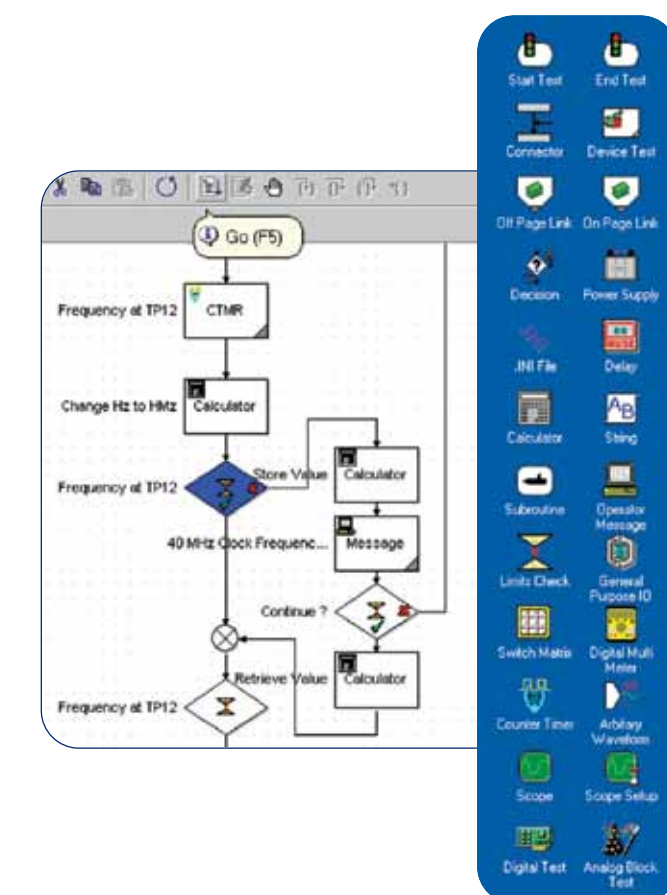 Go (F5)
Frequency at TP12
CTMR
Change Hz to HMz
Calculator
Frequency at TP12
Store Value
Calculator
40 MHz Clock Frequenc...
Message
Continue ?
Retrieve Value
Calculator
Frequency at TP12
Start Test
End Test
Connector
Device Test
Off Page Link
On Page Link
Decision
Power Supply
.INI File
Delay
Calculator
String
Subroutine
Operator
Message
Limits Check
General
Purpose IO
Switch Matrix
Digital Multi
Meter
Counter Timer
Arbitary
Waveform
Scope
Scope Setup
Digital Test
Analog Block
Test